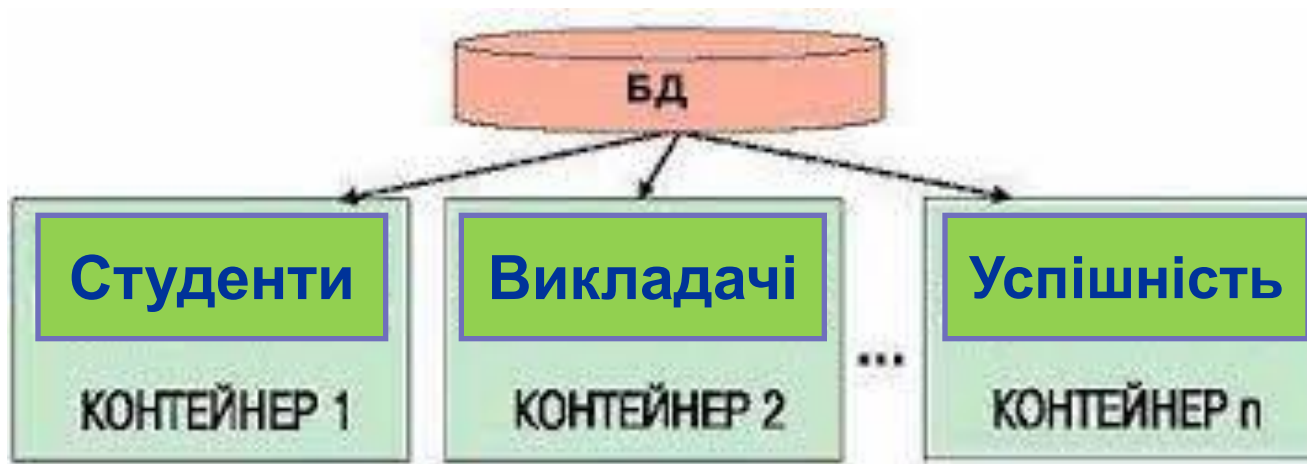 БД
Студенти
Викладачі
Успішність
...
КОНТЕЙНЕР 1
КОНТЕЙНЕР 2
КОНТЕЙНЕР n